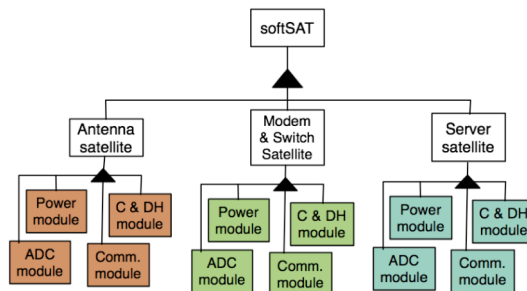 softSAT
Antenna
satellite
Modem
& Switch
Satellite
Server
satellite
Power
module
C & DH
module
ADC
module
Comm.
module
Power
module
C & DH
module
ADC
module
Comm.
module
Power
module
C & DH
module
ADC
module
Comm.
module